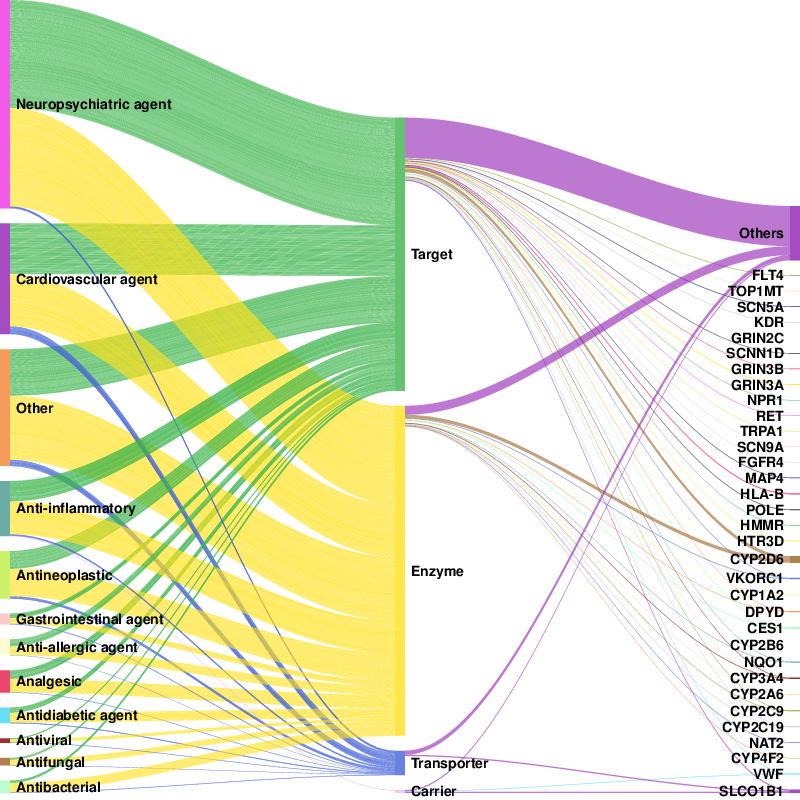 Neuropsychiatric agent
Cardiovascular agent
Other
Anti-inflammatory
Antineoplastic
Gastrointestinal agent
Anti-allergic agent
Analgesic
Antidiabetic agent
Antiviral
Antifungal
Antibacterial
Target
Enzyme
Transporter
Carrier
Others
FLT4
TOP1MT
SCN5A
KDR
GRIN2C
SCNN1D
GRIN3B
GRIN3A
NPR1
RET
TRPA1
SCN9A
FGFR4
MAP4
HLA-B
POLE
HMMR
HTR3D
CYP2D6
VKORC1
CYP1A2
DPYD
CES1
CYP2B6
NQO1
CYP3A4
CYP2A6
CYP2C9
CYP2C19
NAT2
CYP4F2
VWF
SLCO1B1